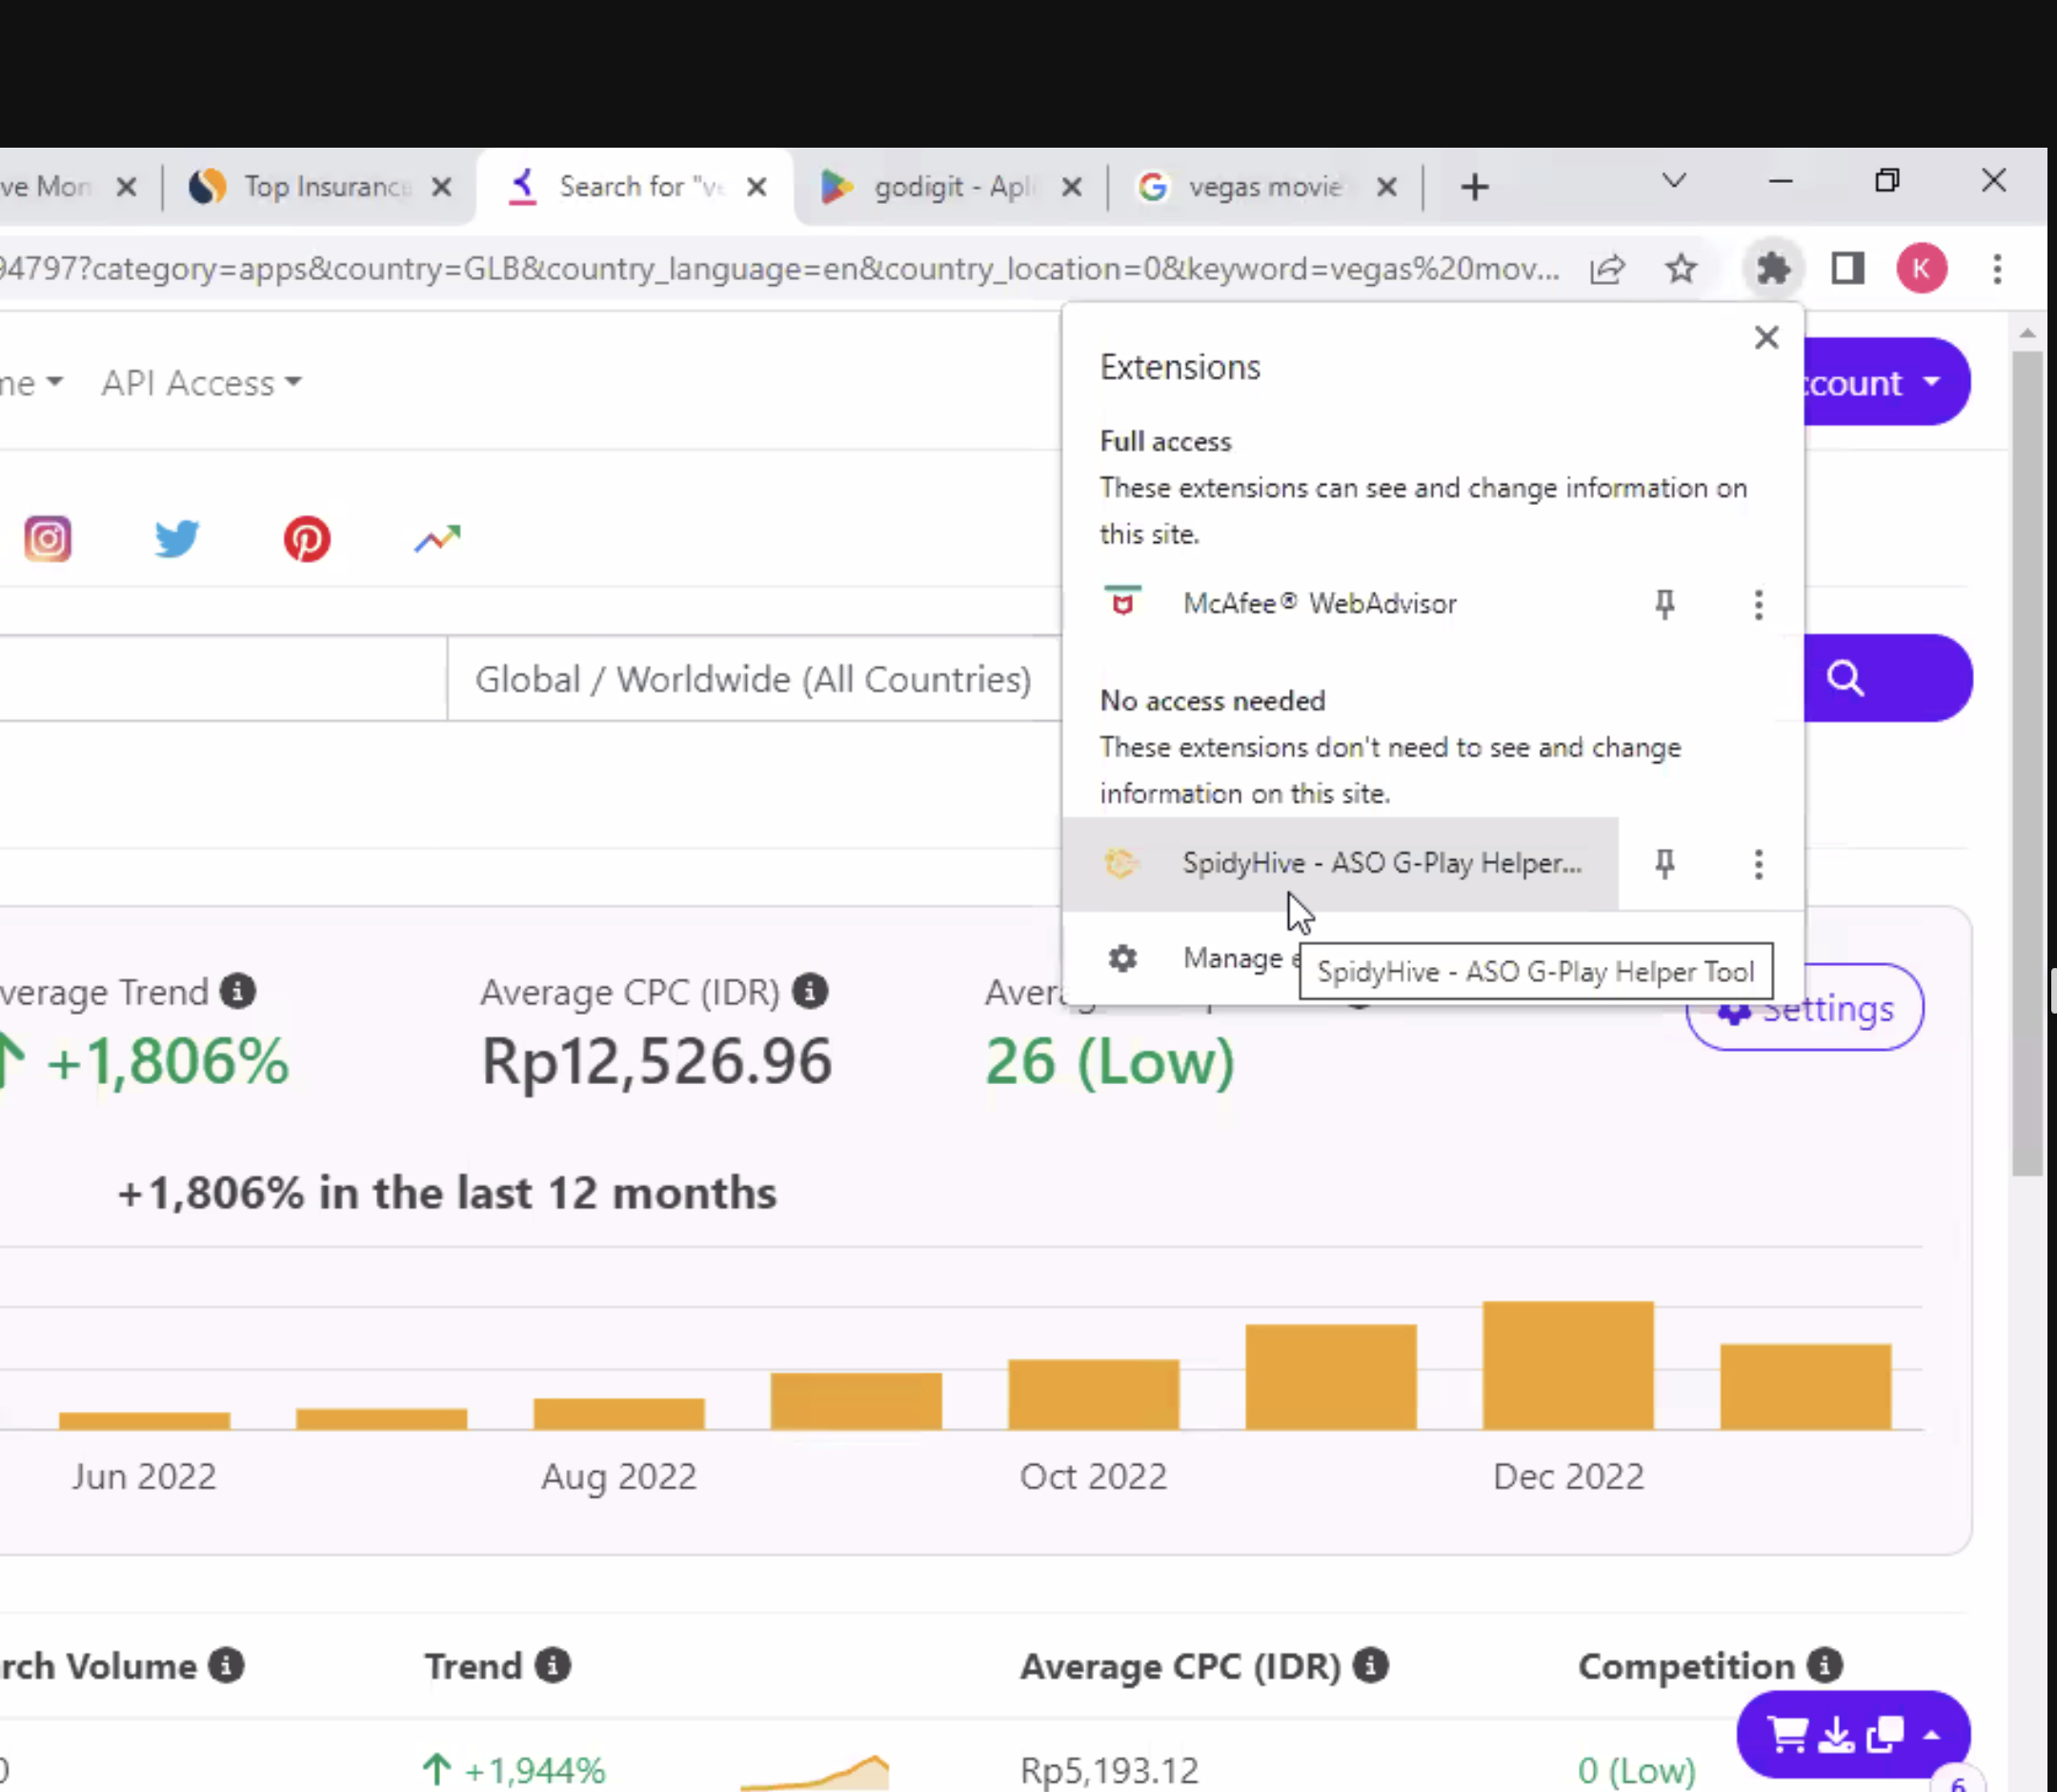 ve Mon
Top Insurance
Search for "ve
godigit - Apli
vegas movie
94797?category=apps&country=GLB&country_language=en&country_location=0&keyword=vegas%20mov...
K
me
API Access
ccount
Extensions
Full access
These extensions can see and change information on
this site.
McAfee® WebAdvisor
Global / Worldwide (All Countries)
No access needed
These extensions don't need to see and change
information on this site.
SpidyHive - ASO G-Play Helper...
Manage e
SpidyHive - ASO G-Play Helper Tool
verage Trend
Average CPC (IDR)
Aver
Settings
+1,806%
Rp12,526.96
26 (Low)
+1,806% in the last 12 months
Jun 2022
Aug 2022
Oct 2022
Dec 2022
rch Volume
Trend
Average CPC (IDR)
Competition
0
+1,944%
Rp5,193.12
0 (Low)
6